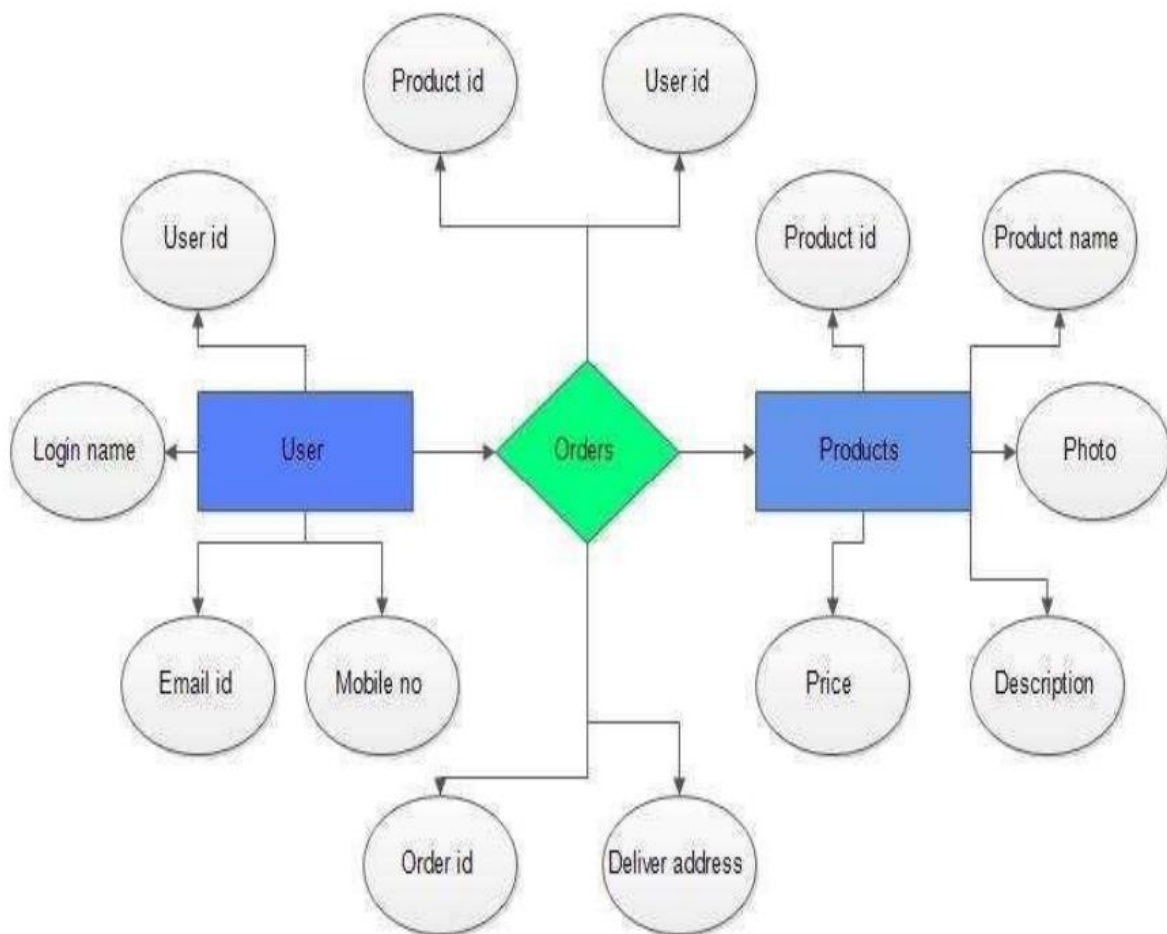 Product id
User id
User id
Product id
Product name
Login name
User
Orders
Products
Photo
Email id
Mobile no
Price
Description
Order id
Deliver address